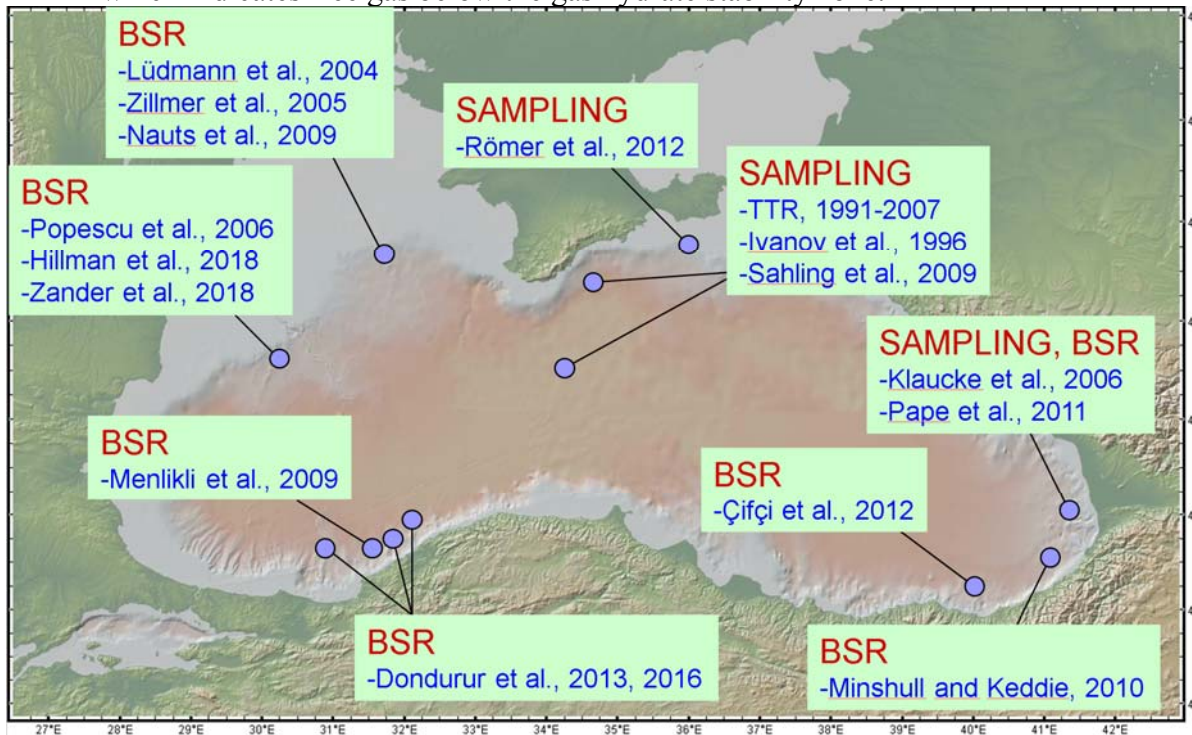 BSR
-Lüdmann et al., 2004
-Zillmer et al., 2005
-Nauts et al., 2009
SAMPLING
-Römer et al., 2012
SAMPLING
-TTR, 1991-2007
-Ivanov et al., 1996
-Sahling et al., 2009
BSR
-Popescu et al., 2006
-Hillman et al., 2018
-Zander et al., 2018
SAMPLING, BSR
-Klaucke et al., 2006
-Pape et al., 2011
BSR
-Menlikli et al., 2009
BSR
-Çifçi et al., 2012
BSR
-Dondurur et al., 2013, 2016
BSR
-Minshull and Keddie, 2010
27°E 28°E 29°E 30°E 31°E 32°E 33°E 34°E 35°E 36°E 37°E 38°E 39°E 40°E 41°E 42°E